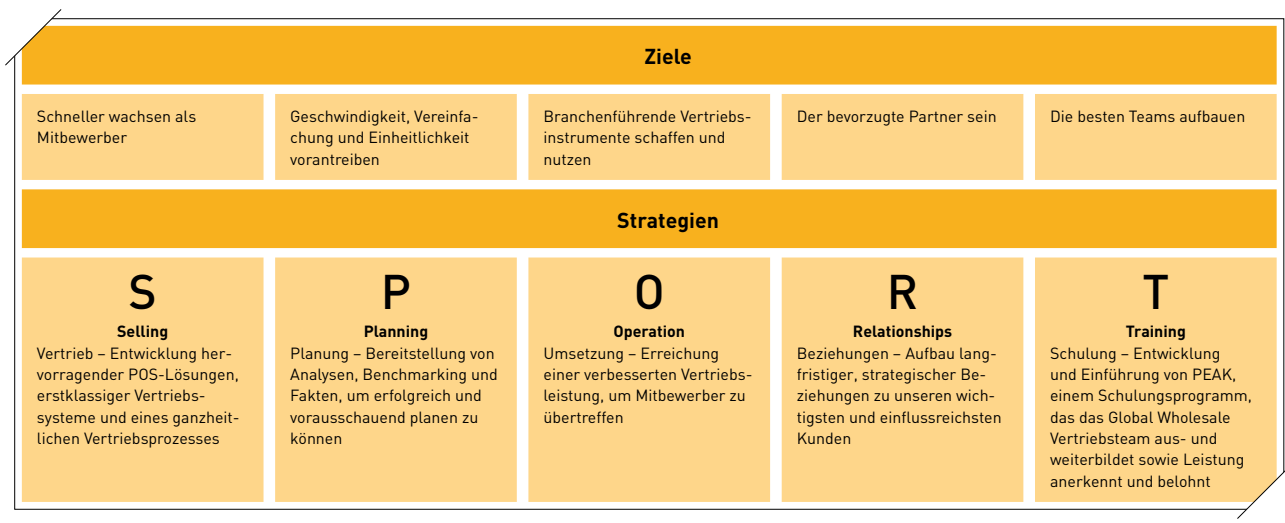 Ziele
Schneller wachsen als
Mitbewerber
Geschwindigkeit, Vereinfa-
chung und Einheitlichkeit
vorantreiben
Branchenführende Vertriebs-
instrumente schaffen und
nutzen
Der bevorzugte Partner sein
Die besten Teams aufbauen
Strategien
S
Selling
Vertrieb – Entwicklung her-
vorragender POS-Lösungen,
erstklassiger Vertriebs-
systeme und eines ganzheit-
lichen Vertriebsprozesses
P
Planning
Planung – Bereitstellung von
Analysen, Benchmarking und
Fakten, um erfolgreich und
vorausschauend planen zu
können
O
Operation
Umsetzung – Erreichung
einer verbesserten Vertriebs-
leistung, um Mitbewerber zu
übertreffen
R
Relationships
Beziehungen – Aufbau lang-
fristiger, strategischer Be-
ziehungen zu unseren wich-
tigsten und einflussreichsten
Kunden
T
Training
Schulung – Entwicklung
und Einführung von PEAK,
einem Schulungsprogramm,
das das Global Wholesale
Vertriebsteam aus- und
weiterbildet sowie Leistung
anerkennt und belohnt